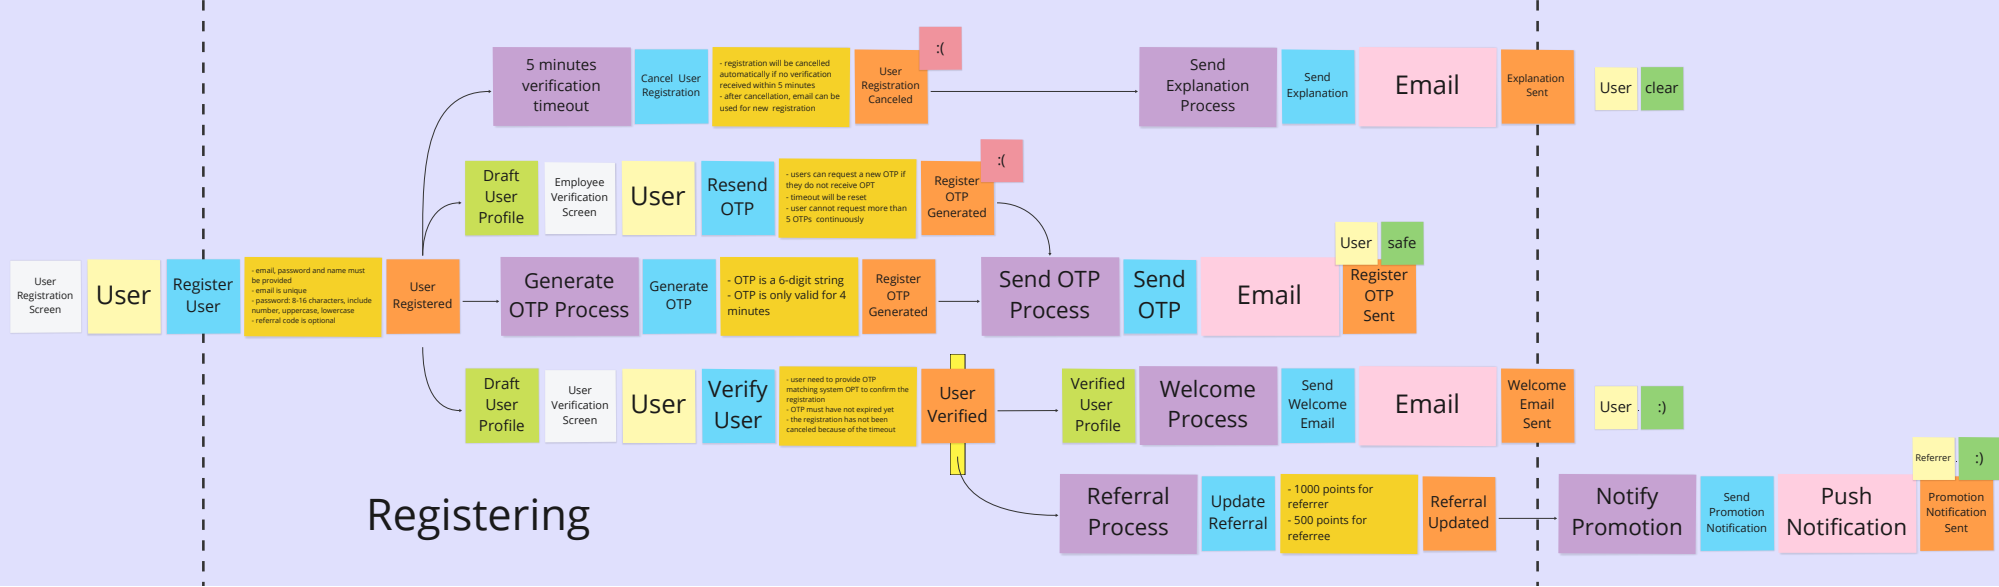 5 minutes
verification
timeout
Cancel User
Registration
- registration will be cancelled
automatically if no verification
received within 5 minutes
- after cancellation, email can be
used for new registration
User
Registration
Canceled
:(
Send
Explanation
Process
Send
Explanation
Email
Explanation
Sent
User
clear
Draft
User
Profile
Employee
Verification
Screen
User
Resend
OTP
- users can request a new OTP if
they do not receive OPT
- timeout will be reset
- user cannot request more than
5 OTPs continuously
Register
OTP
Generated
:(
User
Registration
Screen
User
Register
User
- email, password and name must
be provided
- email is unique
- password: 8-16 characters, include
number, uppercase, lowercase
- referral code is optional
User
Registered
Generate
OTP Process
Generate
OTP
- OTP is a 6-digit string
- OTP is only valid for 4
minutes
Register
OTP
Generated
Send OTP
Process
Send
OTP
Email
User
safe
Register
OTP
Sent
Draft
User
Profile
User
Verification
Screen
User
Verify
User
- user need to provide OTP
matching system OPT to confirm the
registration
- OTP must have not expired yet
- the registration has not been
canceled because of the timeout
User
Verified
Verified
User
Profile
Welcome
Process
Send
Welcome
Email
Email
Welcome
Email
Sent
User
:)
Registering
Referral
Process
Update
Referral
- 1000 points for
referrer
- 500 points for
referree
Referral
Updated
Notify
Promotion
Send
Promotion
Notification
Push
Notification
Referrer
:)
Promotion
Notification
Sent